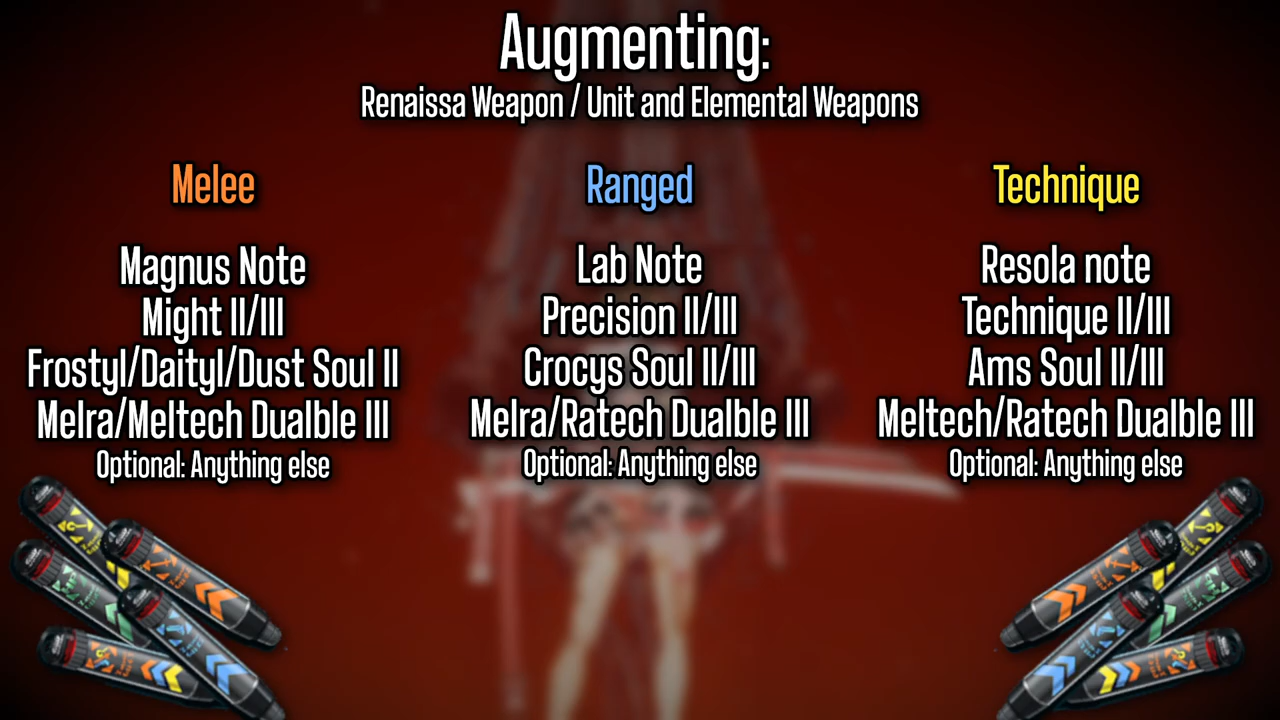 Augmenting:
Renaissa Weapon / Unit and Elemental Weapons
Melee
Magnus Note
Might II/III
Frostyl/Daityl/Dust Soul II
Melra/Meltech Dualble III
Optional: Anything else
Ranged
Lab Note
Precision II/III
Crocys Soul II/III
Melra/Ratech Dualble III
Optional: Anything else
Technique
Resola note
Technique II/III
Ams Soul II/III
Meltech/Ratech Dualble III
Optional: Anything else